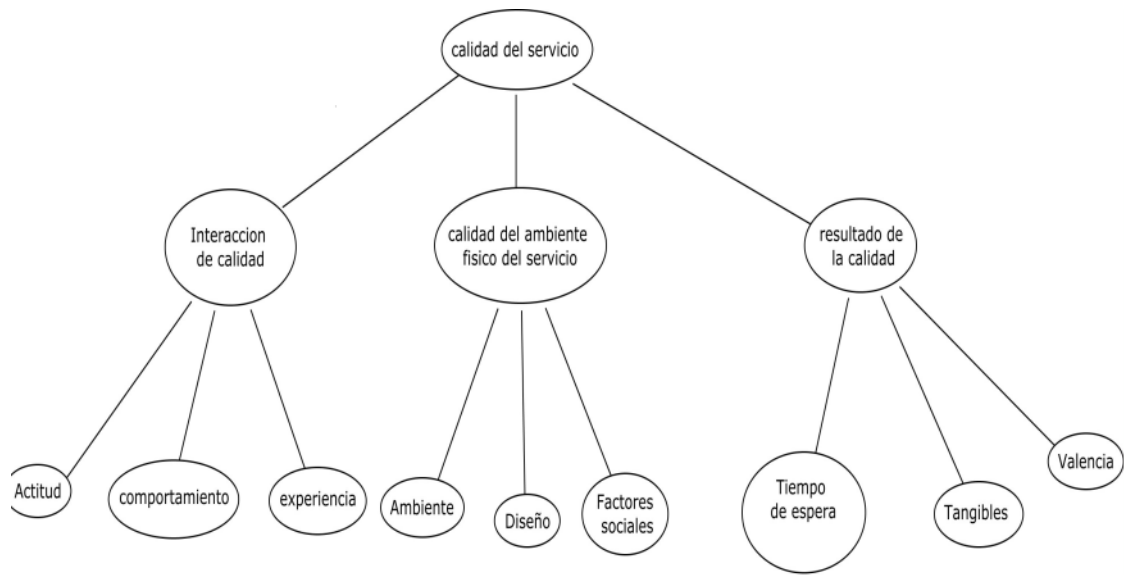 calidad del servicio
Interaccion
de calidad
calidad del ambiente
fisico del servicio
resultado de
la calidad
Actitud
comportamiento
experiencia
Ambiente
Diseño
Factores
sociales
Tiempo
de espera
Tangibles
Valencia